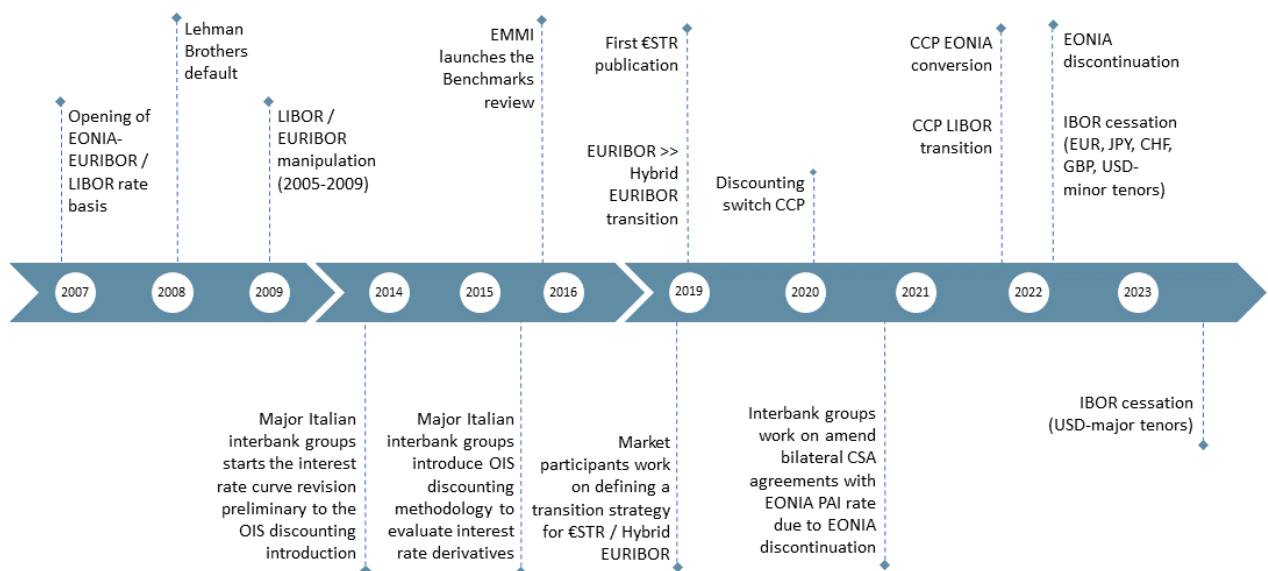 Lehman
Brothers
default
Opening of
EONIA-
EURIBOR /
LIBOR rate
basis
LIBOR /
EURIBOR
manipulation
(2005-2009)
EMMI
launches the
Benchmarks
review
First €STR
publication
EURIBOR >>
Hybrid
EURIBOR
transition
Discounting
switch CCP
CCP EONIA
conversion
CCP LIBOR
transition
EONIA
discontinuation
IBOR cessation
(EUR, JPY, CHF,
GBP, USD-
minor tenors)
2007
2008
2009
2014
2015
2016
2019
2020
2021
2022
2023
Major Italian
interbank groups
starts the interest
rate curve revision
preliminary to the
OIS discounting
introduction
Major Italian
interbank groups
introduce OIS
discounting
methodology to
evaluate interest
rate derivatives
Market
participants work
on defining a
transition strategy
for €STR / Hybrid
EURIBOR
Interbank groups
work on amend
bilateral CSA
agreements with
EONIA PAI rate
due to EONIA
discontinuation
IBOR cessation
(USD-major tenors)